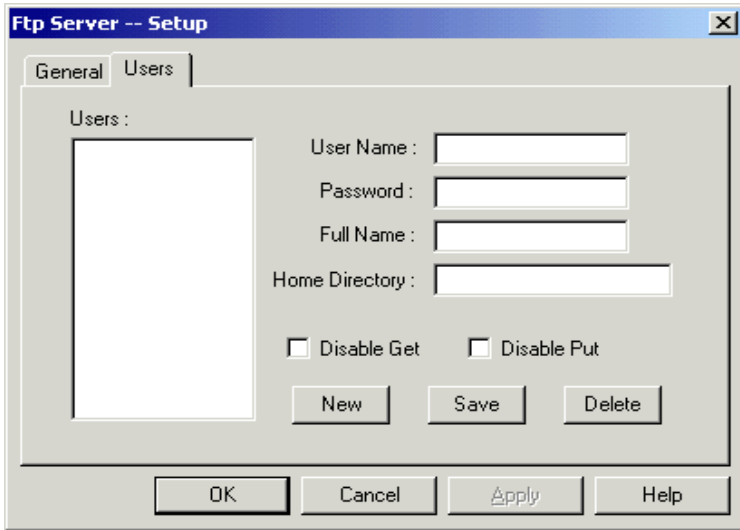 Ftp Server -- Setup
General Users
Users :
User Name :
Password :
Full Name :
Home Directory :
Disable Get Disable Put
New Save Delete
OK Cancel Apply Help